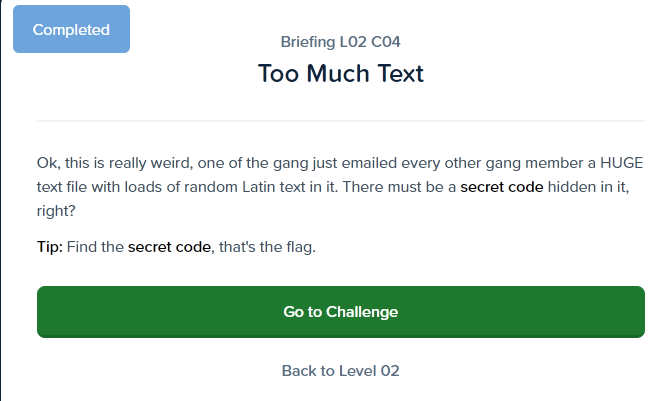 Completed
Briefing L02 C04
Too Much Text
Ok, this is really weird, one of the gang just emailed every other gang member a HUGE
text file with loads of random Latin text in it. There must be a secret code hidden in it,
right?
Tip: Find the secret code, that's the flag.
Go to Challenge
Back to Level 02